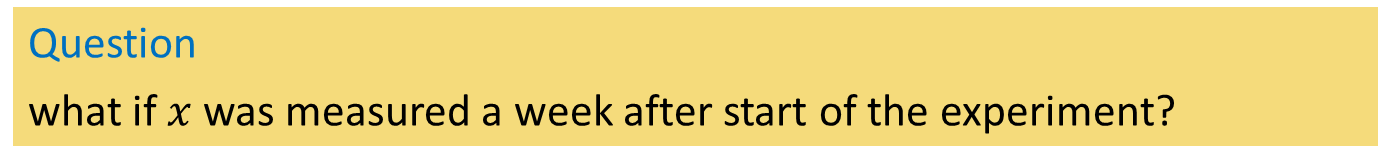 Question
what if 𝑥 was measured a week after start of the experiment?